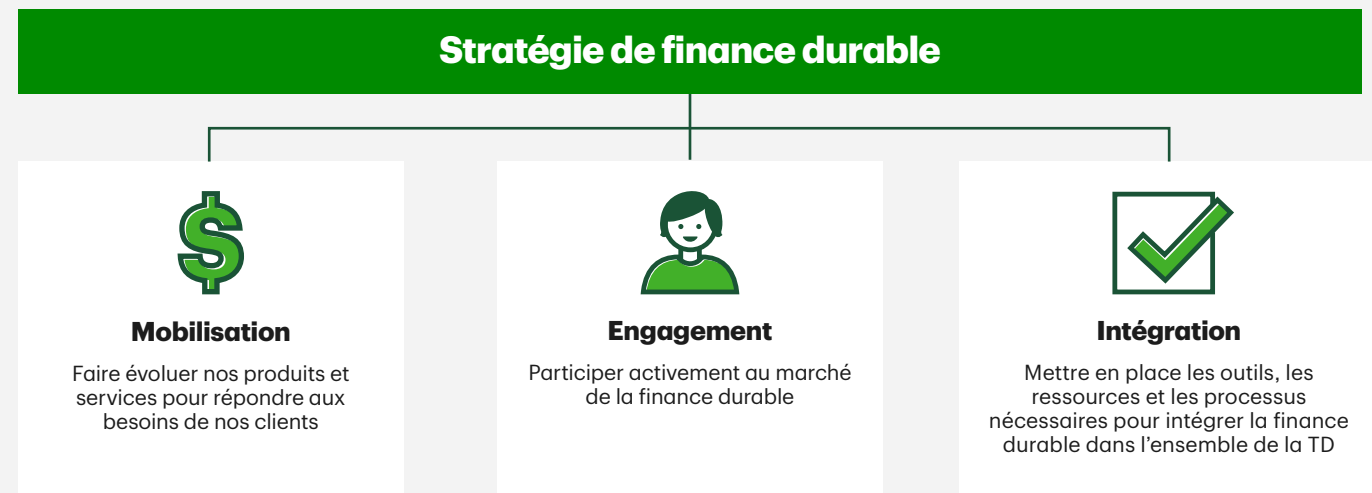 Stratégie de finance durable
Mobilisation
Faire évoluer nos produits et
services pour répondre aux
besoins de nos clients
Engagement
Participer activement au marché
de la finance durable
Intégration
Mettre en place les outils, les
ressources et les processus
nécessaires pour intégrer la finance
durable dans l’ensemble de la TD